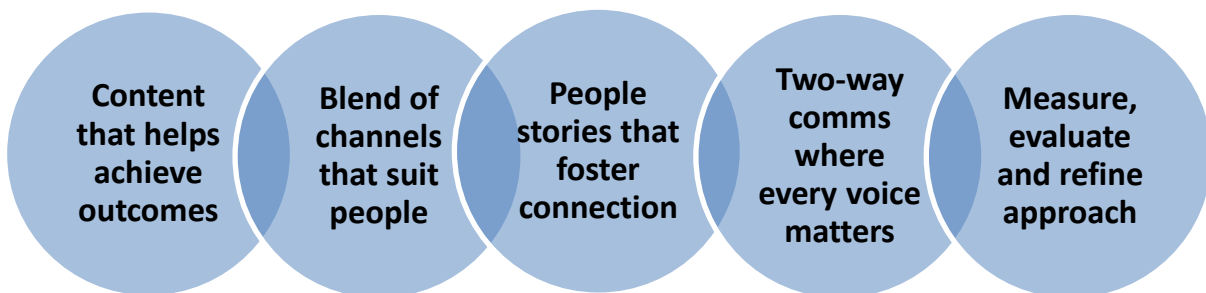 Content
that helps
achieve
outcomes
Blend of
channels
that suit
people
People
stories that
foster
connection
Two-way
comms
where
every voice
matters
Measure,
evaluate
and refine
approach